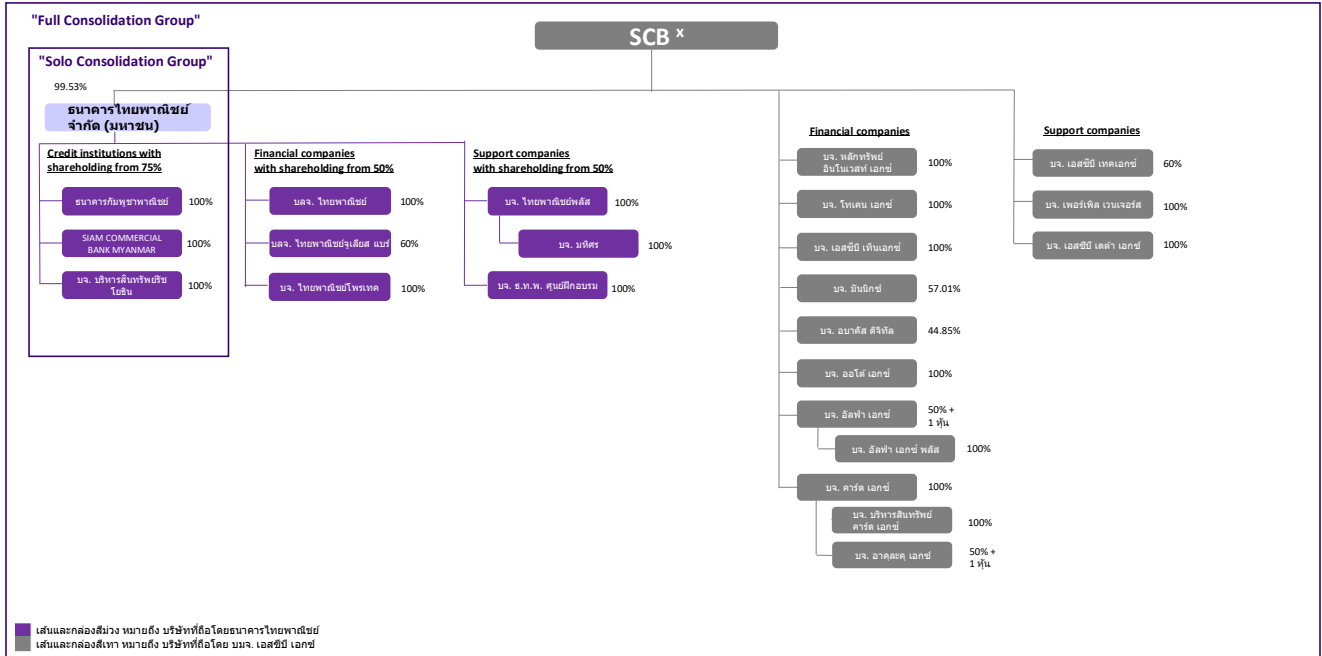 "Full Consolidation Group"
SCB X
"Solo Consolidation Group"
99.53%
ธนาคารไทยพาณิชย์
จำกัด (มหาชน)
Credit institutions with
shareholding from 75%
ธนาคารกัมพูชาพาณิชย์ 100%
SIAM COMMERCIAL
BANK MYANMAR
100%
บจ. บริหารสินทรัพย์รัช
โยธิน
100%
Financial companies
with shareholding from 50%
บลจ. ไทยพาณิชย์ 100%
บลจ. ไทยพาณิชย์จูเลียส แบร์ 60%
บจ. ไทยพาณิชย์โพรเทค 100%
Support companies
with shareholding from 50%
บจ. ไทยพาณิชย์พลัส 100%
บจ. มหิศร 100%
บจ. ธ.ท.พ. ศูนย์ฝึกอบรม 100%
Financial companies
บจ. หลักทรัพย์
อินโนเวสท์ เอกซ์
100%
บจ. โทเคน เอกซ์ 100%
บจ. เอสซีบี เท็นเอกซ์ 100%
บจ. มันนิกซ์ 57.01%
บจ. อบาคัส ดิจิทัล 44.85%
บจ. ออโต้ เอกซ์ 100%
บจ. อัลฟา เอกซ์
50% +
1 หุ้น
บจ. อัลฟา เอกซ์ พลัส 100%
บจ. คาร์ด เอกซ์ 100%
บจ. บริหารสินทรัพย์
คาร์ด เอกซ์
100%
บจ. อาคุละคุ เอกซ์
50% +
1 หุ้น
Support companies
บจ. เอสซีบี เทคเอกซ์ 60%
บจ. เพอร์เพิล เวนเจอร์ส 100%
บจ. เอสซีบี เดต้า เอกซ์ 100%
เส้นและกล่องสีม่วง หมายถึง บริษัทที่ถือโดยธนาคารไทยพาณิชย์
เส้นและกล่องสีเทา หมายถึง บริษัทที่ถือโดย บมจ. เอสซีบี เอกซ์